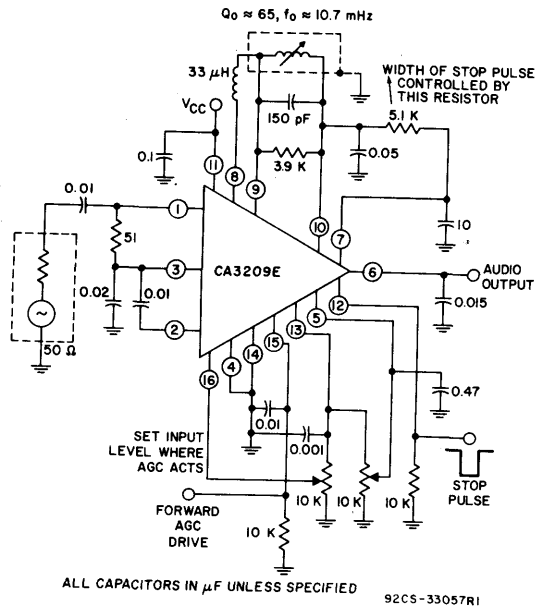 Q₀ ≈ 65, f₀ ≈ 10.7 mHz
33 μH
WIDTH OF STOP PULSE
CONTROLLED BY
THIS RESISTOR
VCC
150 pF
5.1 K
0.1
11
8
9
3.9 K
0.05
0.01
1
10
7
10
51
3
CA3209E
6
AUDIO
OUTPUT
0.02
0.01
2
12
0.015
5
13
15
14
4
16
50 Ω
0.47
0.01
0.001
SET INPUT
LEVEL WHERE
AGC ACTS
10 K
10 K
10 K
STOP
PULSE
FORWARD
AGC
DRIVE
10 K
ALL CAPACITORS IN μF UNLESS SPECIFIED
92CS-33057R1